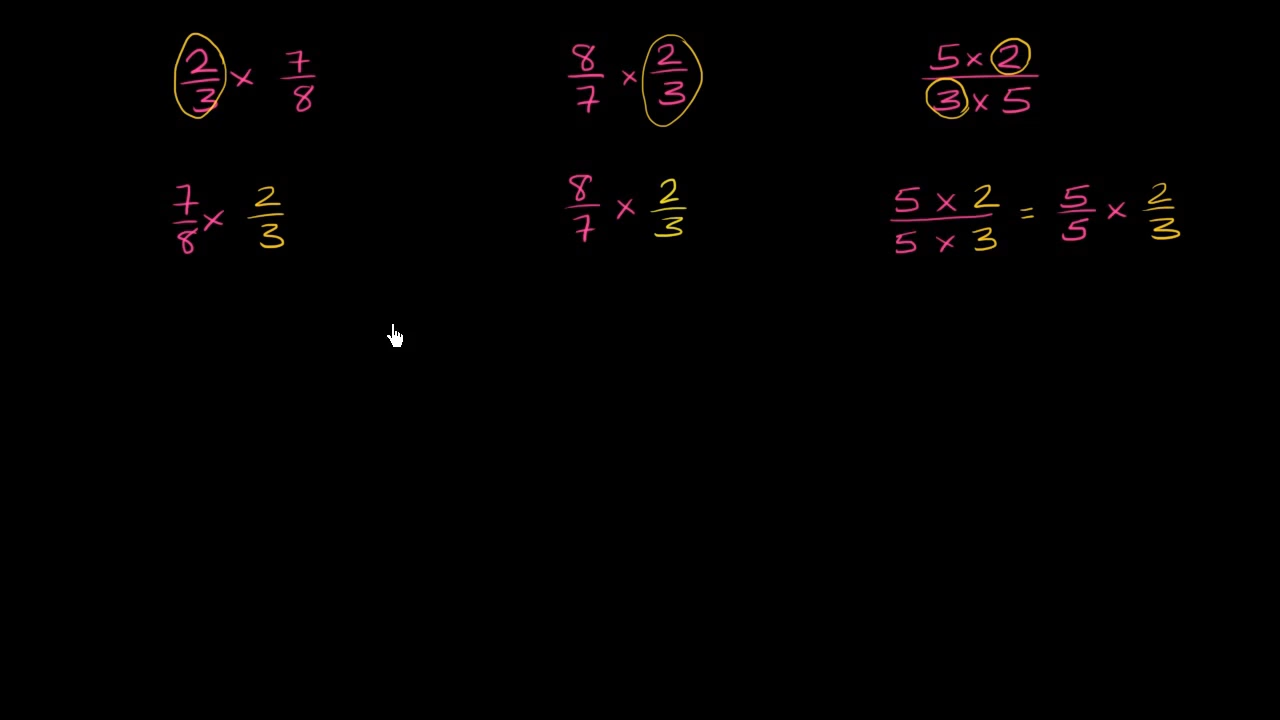 2/3 × 7/8
8/7 × 2/3
5 × 2 / 3 × 5
7/8 × 2/3
8/7 × 2/3
5 × 2 / 5 × 3 = 5/5 × 2/3